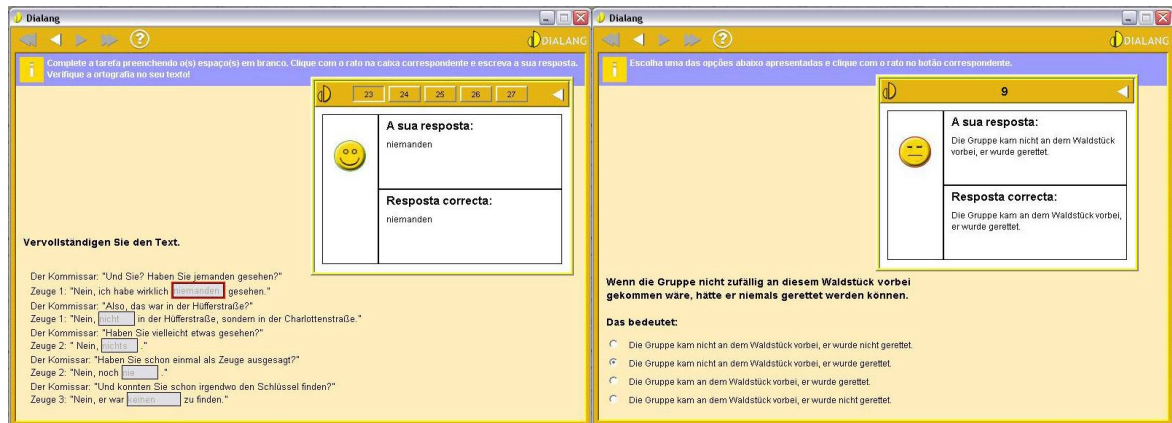 Dialang
DIALANG
Complete a tarefa preenchendo o(s) espaço(s) em branco. Clique com o rato na caixa correspondente e escreva a sua resposta.
Verifique a ortografia no seu texto!
23 24 25 26 27
A sua resposta:
niemanden
Resposta correcta:
niemanden
Vervollständigen Sie den Text.
Der Kommissar: "Und Sie? Haben Sie jemanden gesehen?"
Zeuge 1: "Nein, ich habe wirklich niemanden gesehen."
Der Kommissar: "Also, das war in der Hüfferstraße?"
Zeuge 1: "Nein, nicht in der Hüfferstraße, sondern in der Charlottenstraße."
Der Kommissar: "Haben Sie vielleicht etwas gesehen?"
Zeuge 2: " Nein, nichts ."
Der Komissar: "Haben Sie schon einmal als Zeuge ausgesagt?"
Zeuge 2: "Nein, noch nie ."
Der Komissar: "Und konnten Sie schon irgendwo den Schlüssel finden?"
Zeuge 3: "Nein, er war keinen zu finden."
Dialang
DIALANG
Escolha uma das opções abaixo apresentadas e clique com o rato no botão correspondente.
9
A sua resposta:
Die Gruppe kam nicht an dem Waldstück
vorbei, er wurde gerettet.
Resposta correcta:
Die Gruppe kam an dem Waldstück vorbei,
er wurde gerettet.
Wenn die Gruppe nicht zufällig an diesem Waldstück vorbei
gekommen wäre, hätte er niemals gerettet werden können.
Das bedeutet:
Die Gruppe kam nicht an dem Waldstück vorbei, er wurde nicht gerettet.
Die Gruppe kam nicht an dem Waldstück vorbei, er wurde gerettet.
Die Gruppe kam an dem Waldstück vorbei, er wurde gerettet.
Die Gruppe kam an dem Waldstück vorbei, er wurde nicht gerettet.